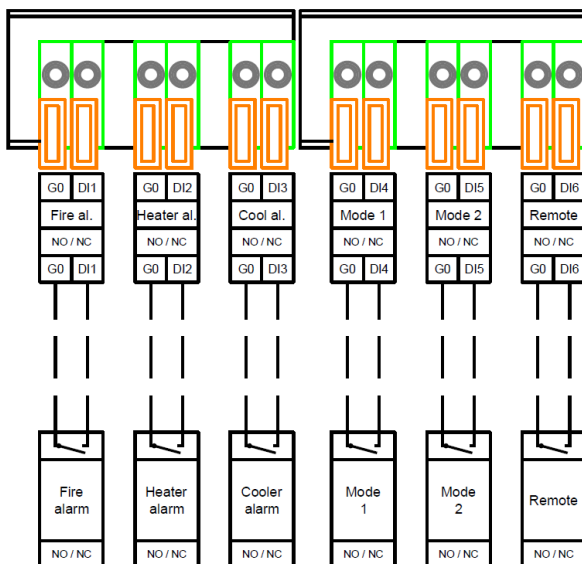 G0 DI1 G0 DI2 G0 DI3 G0 DI4 G0 DI5 G0 DI6
Fire al. Heater al. Cool al. Mode 1 Mode 2 Remote
NO / NC NO / NC NO / NC NO / NC NO / NC NO / NC
G0 DI1 G0 DI2 G0 DI3 G0 DI4 G0 DI5 G0 DI6
Fire alarm
Heater alarm
Cooler alarm
Mode 1
Mode 2
Remote
NO / NC NO / NC NO / NC NO / NC NO / NC NO / NC